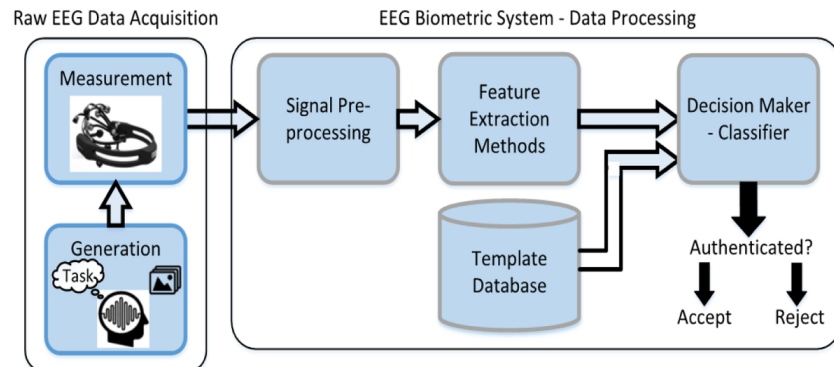 Raw EEG Data Acquisition
EEG Biometric System - Data Processing
Measurement
Generation
Task
Signal Pre-
processing
Feature
Extraction
Methods
Template
Database
Decision Maker
- Classifier
Authenticated?
Accept
Reject